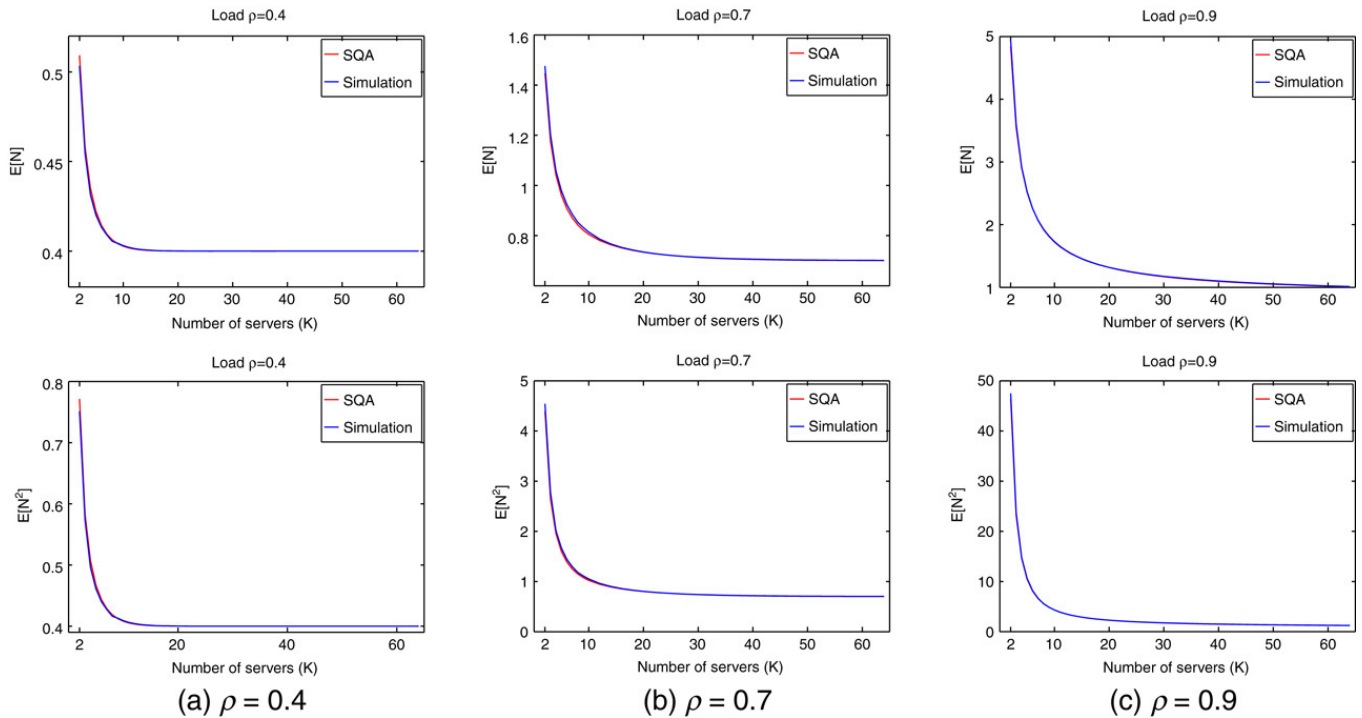 Load ρ=0.4
SQA
Simulation
0.5
0.45
0.4
E[N]
2 10 20 30 40 50 60
Number of servers (K)
Load ρ=0.7
SQA
Simulation
1.6
1.4
1.2
1
0.8
E[N]
2 10 20 30 40 50 60
Number of servers (K)
Load ρ=0.9
SQA
Simulation
5
4
3
2
1
E[N]
2 10 20 30 40 50 60
Number of servers (K)
Load ρ=0.4
SQA
Simulation
0.8
0.7
0.6
0.5
0.4
E[N²]
2 20 40 60
Number of servers (K)
Load ρ=0.7
SQA
Simulation
5
4
3
2
1
0
E[N²]
2 10 20 30 40 50 60
Number of servers (K)
Load ρ=0.9
SQA
Simulation
50
40
30
20
10
0
E[N²]
2 10 20 30 40 50 60
Number of servers (K)
(a) ρ = 0.4
(b) ρ = 0.7
(c) ρ = 0.9